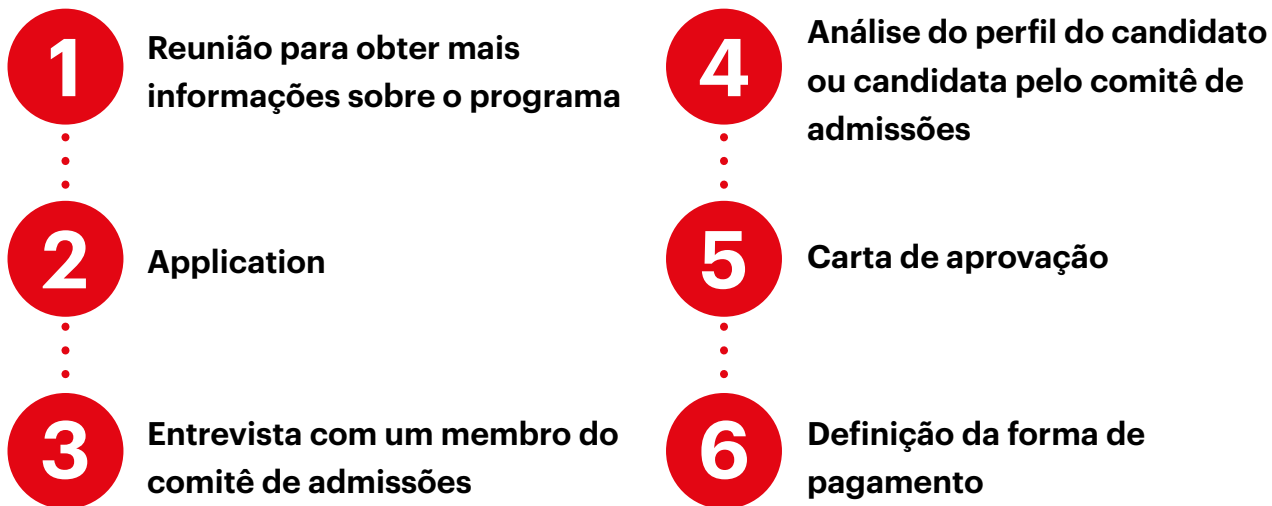 1
Reunião para obter mais
informações sobre o programa
2
Application
3
Entrevista com um membro do
comitê de admissões
4
Análise do perfil do candidato
ou candidata pelo comitê de
admissões
5
Carta de aprovação
6
Definição da forma de
pagamento